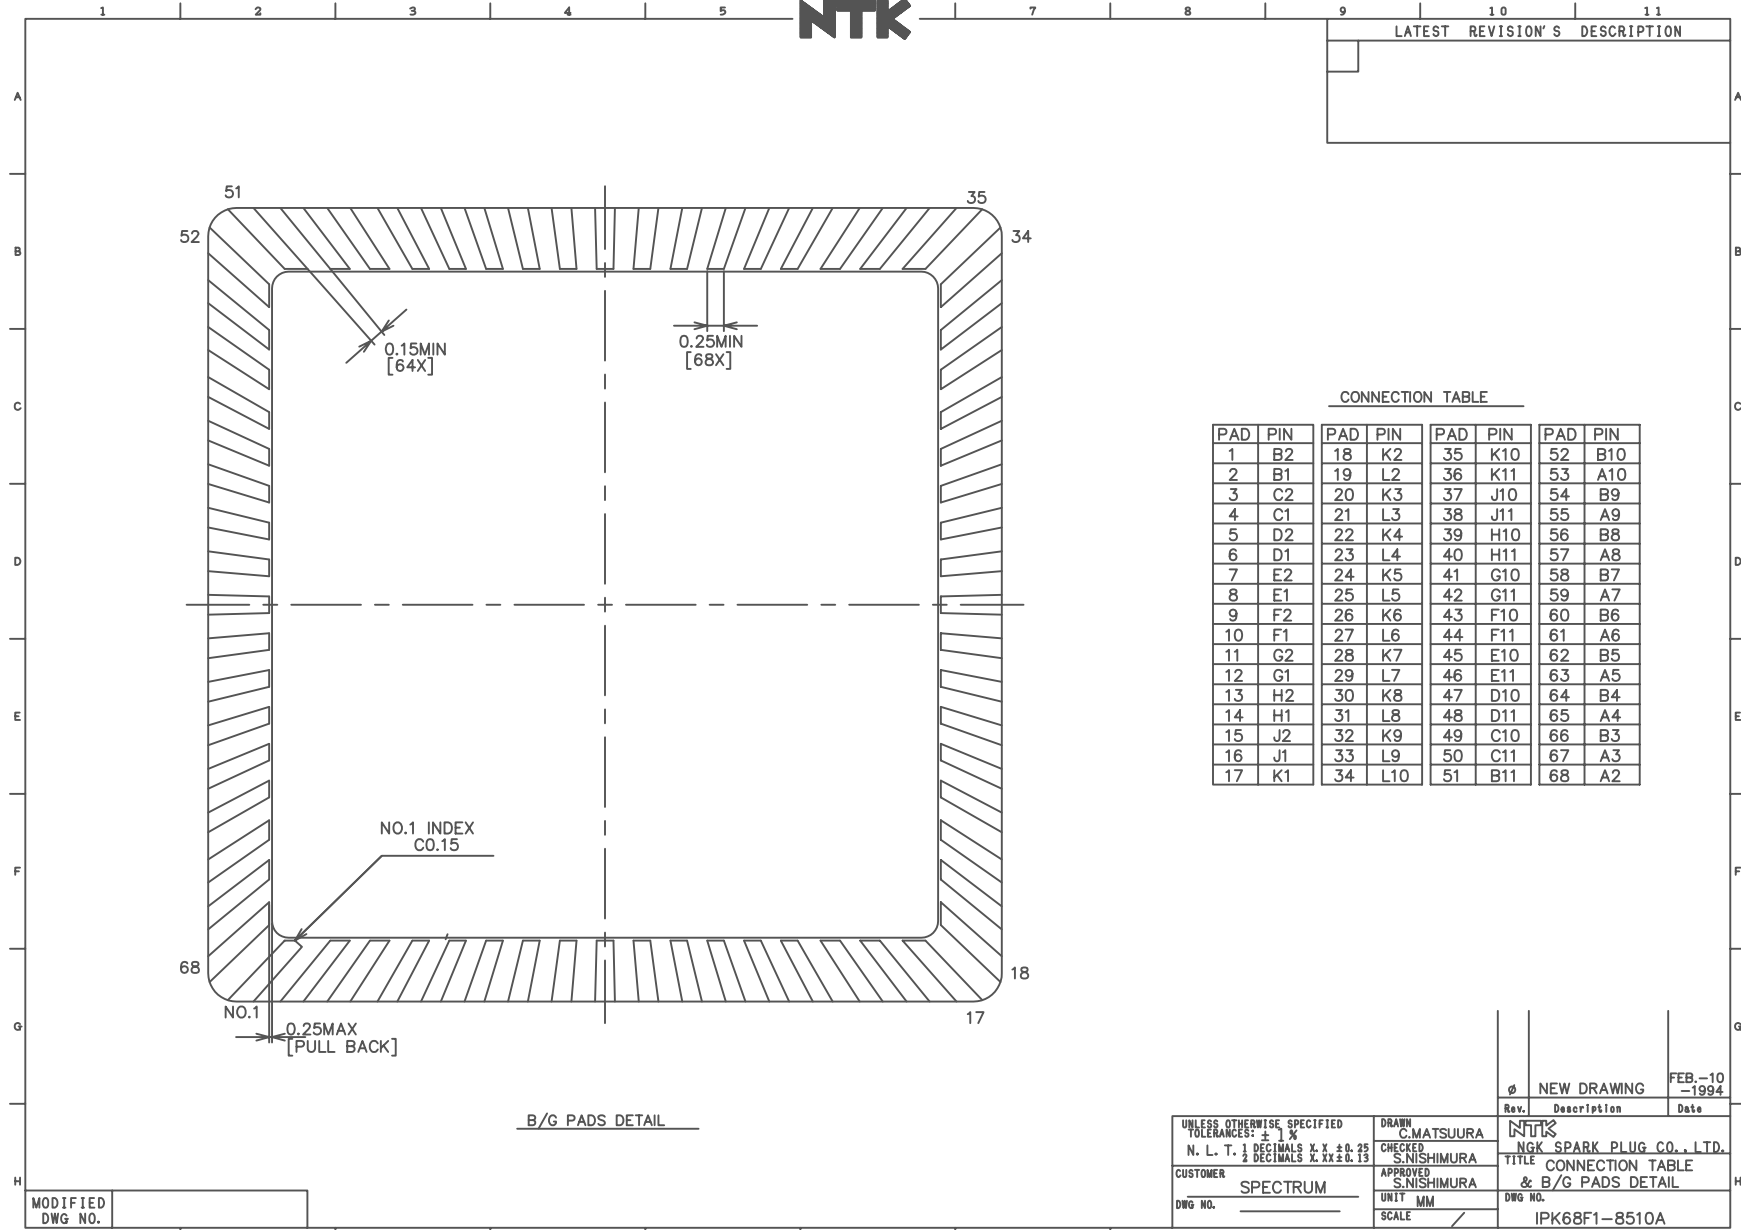 1 2 3 4 5 7 8 9 10 11
NTK
LATEST REVISION'S DESCRIPTION
A A
B B
C C
D D
E E
F F
G G
H H
51
35
52
34
0.15MIN
[64X]
0.25MIN
[68X]
NO.1 INDEX
C0.15
68
18
NO.1
17
0.25MAX
[PULL BACK]
B/G PADS DETAIL
CONNECTION TABLE
PAD PIN PAD PIN PAD PIN PAD PIN
1 B2 18 K2 35 K10 52 B10
2 B1 19 L2 36 K11 53 A10
3 C2 20 K3 37 J10 54 B9
4 C1 21 L3 38 J11 55 A9
5 D2 22 K4 39 H10 56 B8
6 D1 23 L4 40 H11 57 A8
7 E2 24 K5 41 G10 58 B7
8 E1 25 L5 42 G11 59 A7
9 F2 26 K6 43 F10 60 B6
10 F1 27 L6 44 F11 61 A6
11 G2 28 K7 45 E10 62 B5
12 G1 29 L7 46 E11 63 A5
13 H2 30 K8 47 D10 64 B4
14 H1 31 L8 48 D11 65 A4
15 J2 32 K9 49 C10 66 B3
16 J1 33 L9 50 C11 67 A3
17 K1 34 L10 51 B11 68 A2
ø NEW DRAWING FEB.-10
-1994
Rev. Description Date
UNLESS OTHERWISE SPECIFIED
TOLERANCES: ± 1 %
N. L. T. 1 DECIMALS X.X ±0.25
2 DECIMALS X.XX±0.13
CUSTOMER
SPECTRUM
DWG NO.
DRAWN
C.MATSUURA
CHECKED
S.NISHIMURA
APPROVED
S.NISHIMURA
UNIT MM
SCALE /
NTK
NGK SPARK PLUG CO., LTD.
TITLE CONNECTION TABLE
& B/G PADS DETAIL
DWG NO.
IPK68F1-8510A
MODIFIED
DWG NO.